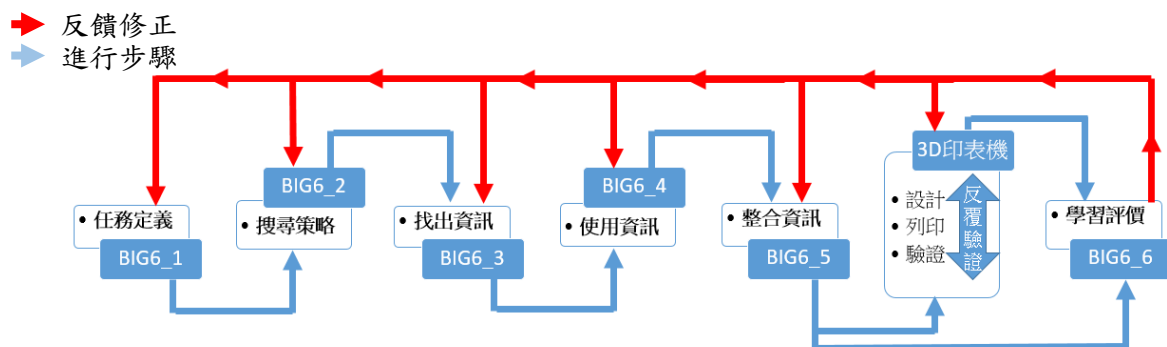 反饋修正
進行步驟
• 任務定義
BIG6_1
BIG6_2
• 搜尋策略
• 找出資訊
BIG6_3
BIG6_4
• 使用資訊
• 整合資訊
BIG6_5
3D印表機
• 設計
• 列印
• 驗證
反覆驗證
• 學習評價
BIG6_6